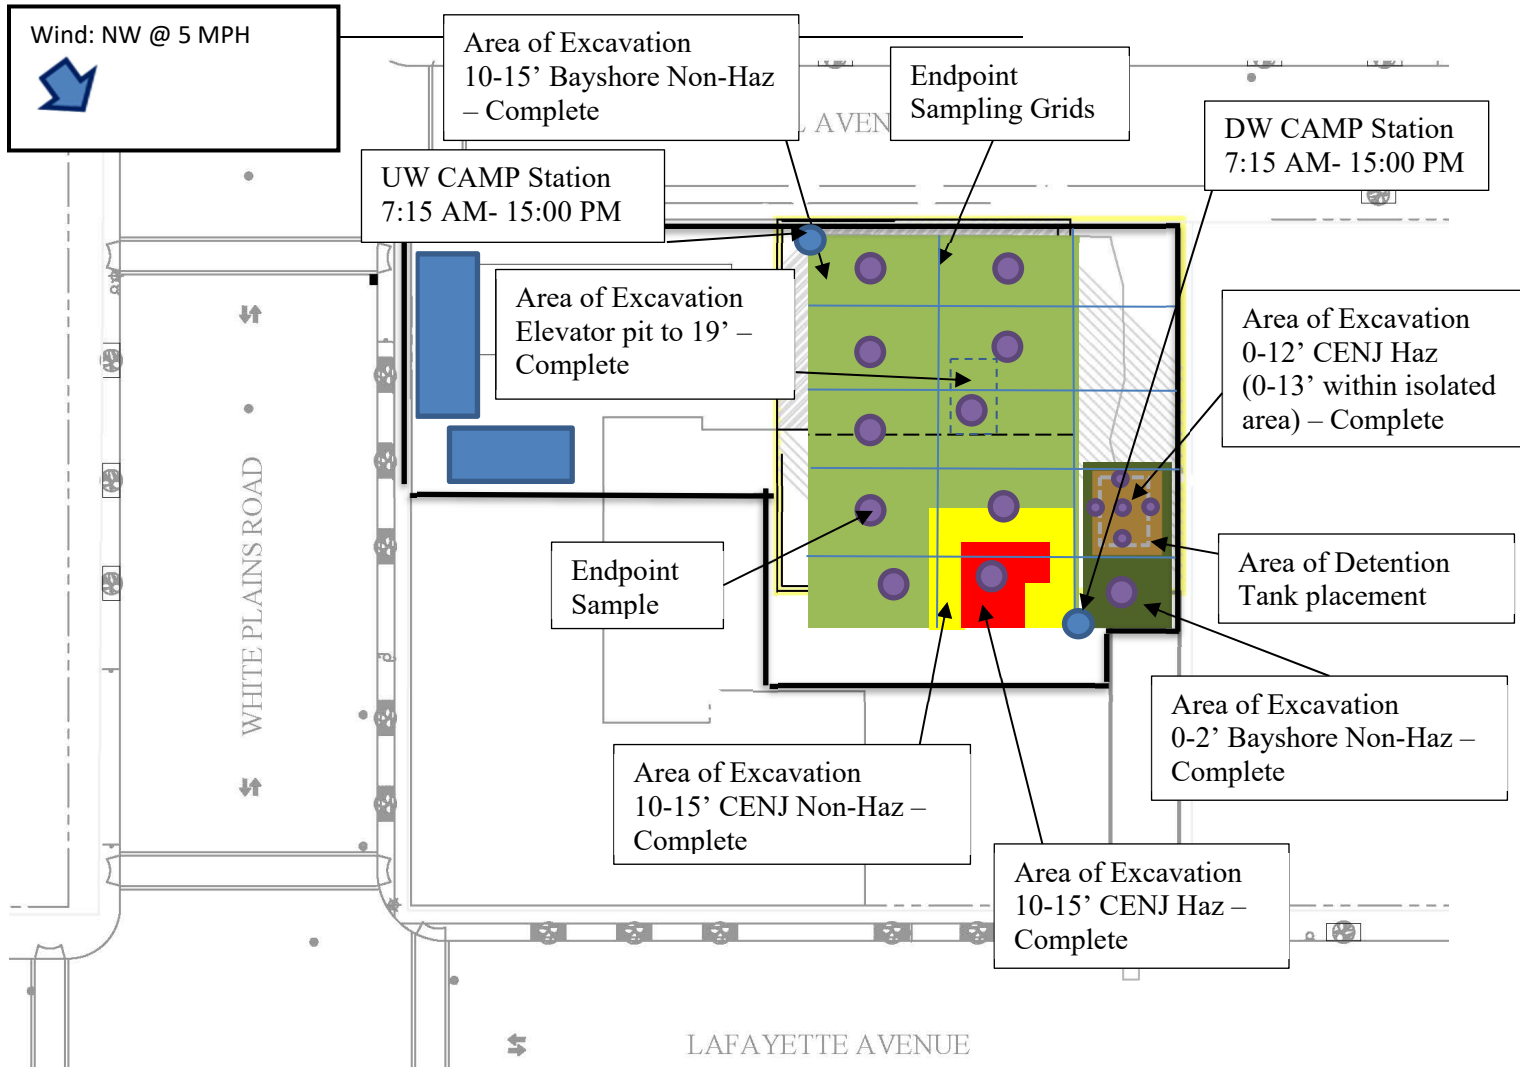 Wind: NW @ 5 MPH
Area of Excavation
10-15’ Bayshore Non-Haz
– Complete
Endpoint
Sampling Grids
DW CAMP Station
7:15 AM- 15:00 PM
UW CAMP Station
7:15 AM- 15:00 PM
Area of Excavation
Elevator pit to 19’ –
Complete
Area of Excavation
0-12’ CENJ Haz
(0-13’ within isolated
area) – Complete
WHITE PLAINS ROAD
Endpoint
Sample
Area of Detention
Tank placement
Area of Excavation
0-2’ Bayshore Non-Haz –
Complete
Area of Excavation
10-15’ CENJ Non-Haz –
Complete
Area of Excavation
10-15’ CENJ Haz –
Complete
LAFAYETTE AVENUE